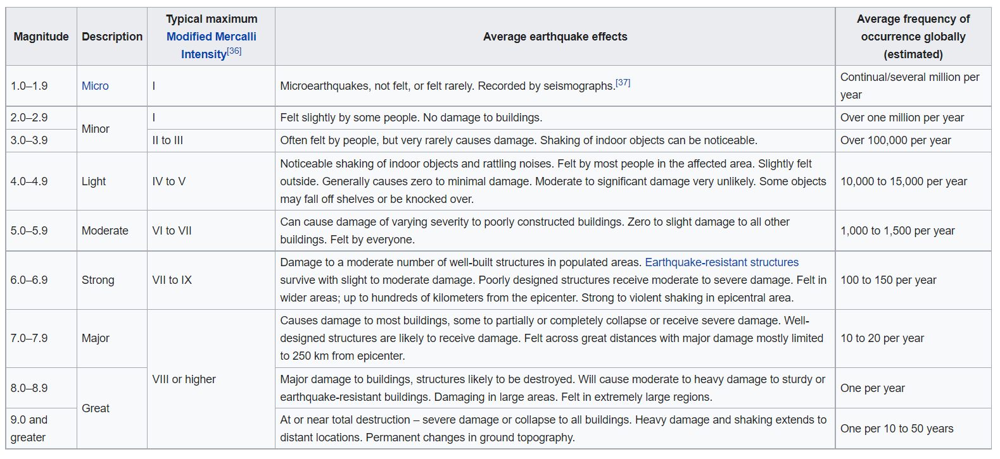 Magnitude
Description
Typical maximum
Modified Mercalli
Intensity[36]
Average earthquake effects
Average frequency of
occurrence globally
(estimated)
1.0–1.9
Micro
I
Microearthquakes, not felt, or felt rarely. Recorded by seismographs.[37]
Continual/several million per
year
2.0–2.9
Minor
I
Felt slightly by some people. No damage to buildings.
Over one million per year
3.0–3.9
II to III
Often felt by people, but very rarely causes damage. Shaking of indoor objects can be noticeable.
Over 100,000 per year
4.0–4.9
Light
IV to V
Noticeable shaking of indoor objects and rattling noises. Felt by most people in the affected area. Slightly felt
outside. Generally causes zero to minimal damage. Moderate to significant damage very unlikely. Some objects
may fall off shelves or be knocked over.
10,000 to 15,000 per year
5.0–5.9
Moderate
VI to VII
Can cause damage of varying severity to poorly constructed buildings. Zero to slight damage to all other
buildings. Felt by everyone.
1,000 to 1,500 per year
6.0–6.9
Strong
VII to IX
Damage to a moderate number of well-built structures in populated areas. Earthquake-resistant structures
survive with slight to moderate damage. Poorly designed structures receive moderate to severe damage. Felt in
wider areas; up to hundreds of kilometers from the epicenter. Strong to violent shaking in epicentral area.
100 to 150 per year
7.0–7.9
Major
VIII or higher
Causes damage to most buildings, some to partially or completely collapse or receive severe damage. Well-
designed structures are likely to receive damage. Felt across great distances with major damage mostly limited
to 250 km from epicenter.
10 to 20 per year
8.0–8.9
Great
Major damage to buildings, structures likely to be destroyed. Will cause moderate to heavy damage to sturdy or
earthquake-resistant buildings. Damaging in large areas. Felt in extremely large regions.
One per year
9.0 and
greater
At or near total destruction – severe damage or collapse to all buildings. Heavy damage and shaking extends to
distant locations. Permanent changes in ground topography.
One per 10 to 50 years